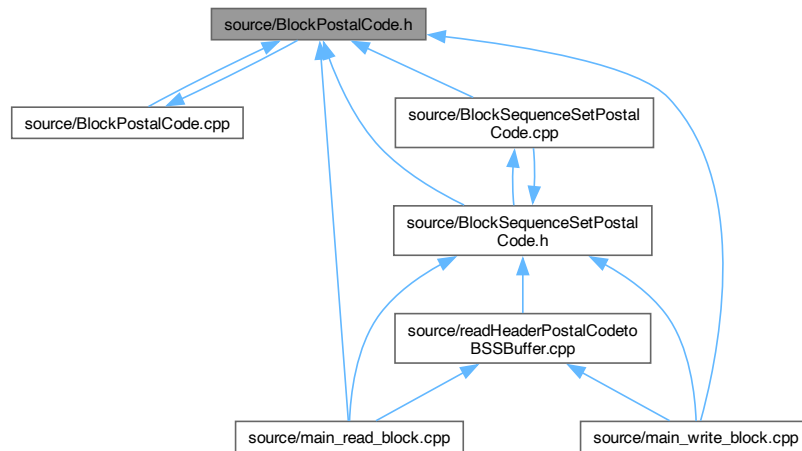 source/BlockPostalCode.h
source/BlockPostalCode.cpp
source/BlockSequenceSetPostal
Code.cpp
source/BlockSequenceSetPostal
Code.h
source/readHeaderPostalCodeto
BSSBuffer.cpp
source/main_read_block.cpp
source/main_write_block.cpp